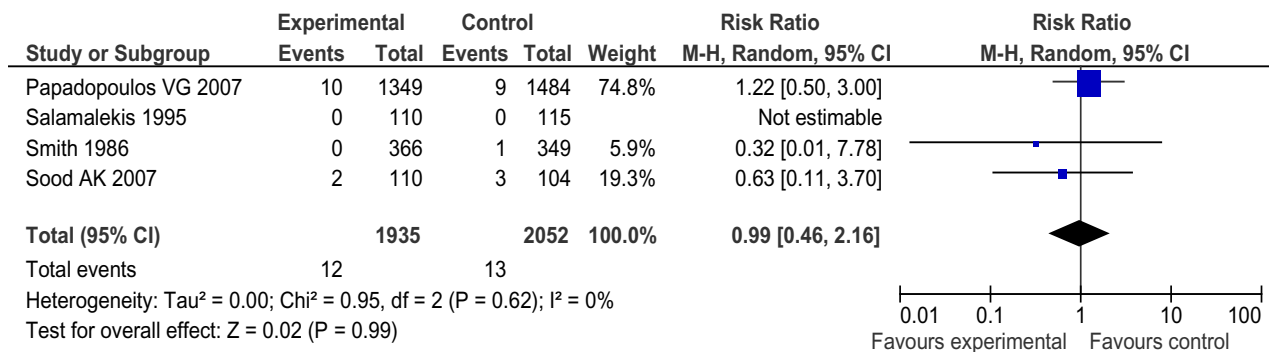 Experimental Control Risk Ratio Risk Ratio
Study or Subgroup Events Total Events Total Weight M-H, Random, 95% CI M-H, Random, 95% CI
Papadopoulos VG 2007 10 1349 9 1484 74.8% 1.22 [0.50, 3.00]
Salamalekis 1995 0 110 0 115 Not estimable
Smith 1986 0 366 1 349 5.9% 0.32 [0.01, 7.78]
Sood AK 2007 2 110 3 104 19.3% 0.63 [0.11, 3.70]
Total (95% CI) 1935 2052 100.0% 0.99 [0.46, 2.16]
Total events 12 13
Heterogeneity: Tau² = 0.00; Chi² = 0.95, df = 2 (P = 0.62); I² = 0%
Test for overall effect: Z = 0.02 (P = 0.99)
0.01 0.1 1 10 100
Favours experimental Favours control